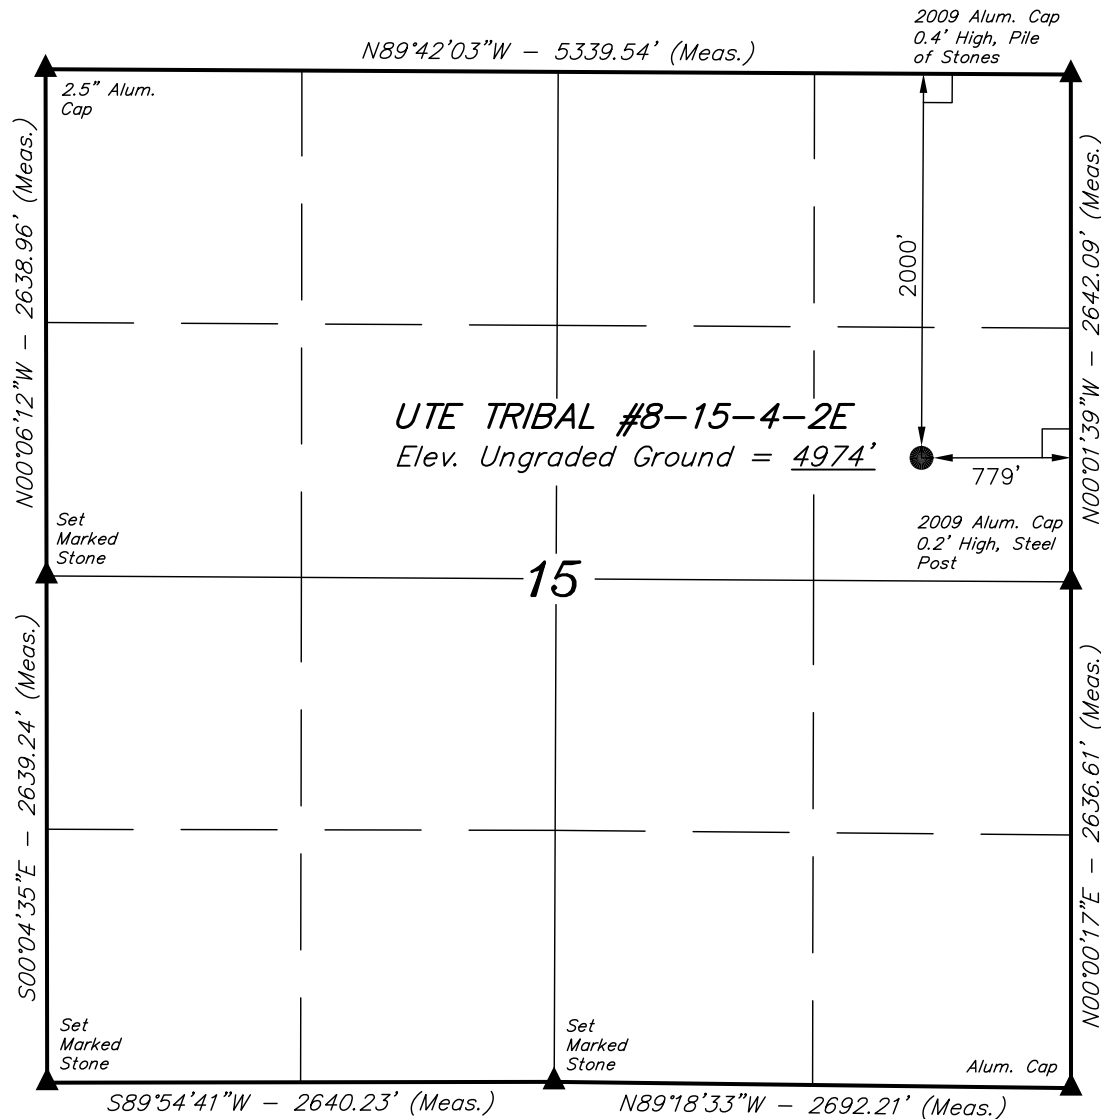 2009 Alum. Cap
0.4' High, Pile
of Stones
N89°42'03"W - 5339.54' (Meas.)
2.5" Alum.
Cap
N00°06'12"W - 2638.96' (Meas.)
N00°01'39"W - 2642.09' (Meas.)
2000'
UTE TRIBAL #8-15-4-2E
Elev. Ungraded Ground = 4974'
779'
Set
Marked
Stone
2009 Alum. Cap
0.2' High, Steel
Post
15
S00°04'35"E - 2639.24' (Meas.)
N00°00'17"E - 2636.61' (Meas.)
Set
Marked
Stone
Set
Marked
Stone
Alum. Cap
S89°54'41"W - 2640.23' (Meas.)
N89°18'33"W - 2692.21' (Meas.)